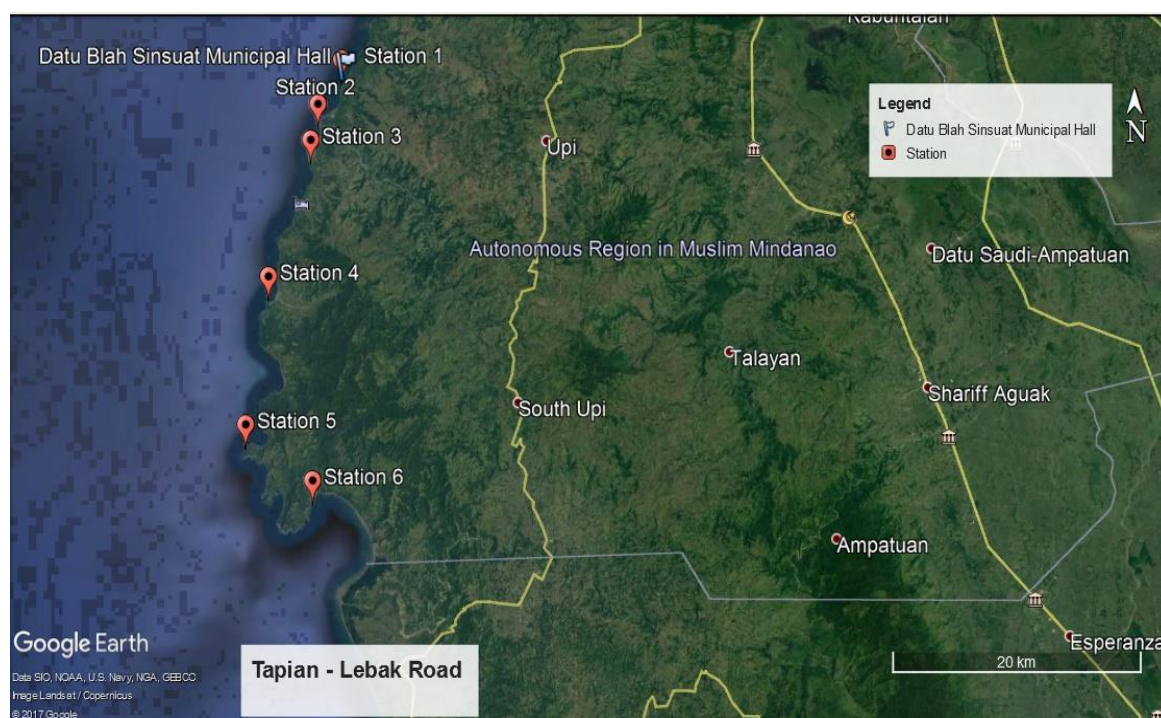 Kabuntalan
Datu Blah Sinsuat Municipal Hall
Station 1
Station 2
Station 3
Legend
Datu Blah Sinsuat Municipal Hall
Station
N
Upi
Autonomous Region in Muslim Mindanao
Datu Saudi-Ampatuan
Station 4
Talayan
Shariff Aguak
South Upi
Station 5
Station 6
Ampatuan
Esperanza
Google Earth
Data SIO, NOAA, U.S. Navy, NGA, GEBCO
Image Landsat / Copernicus
© 2017 Google
Tapian - Lebak Road
20 km